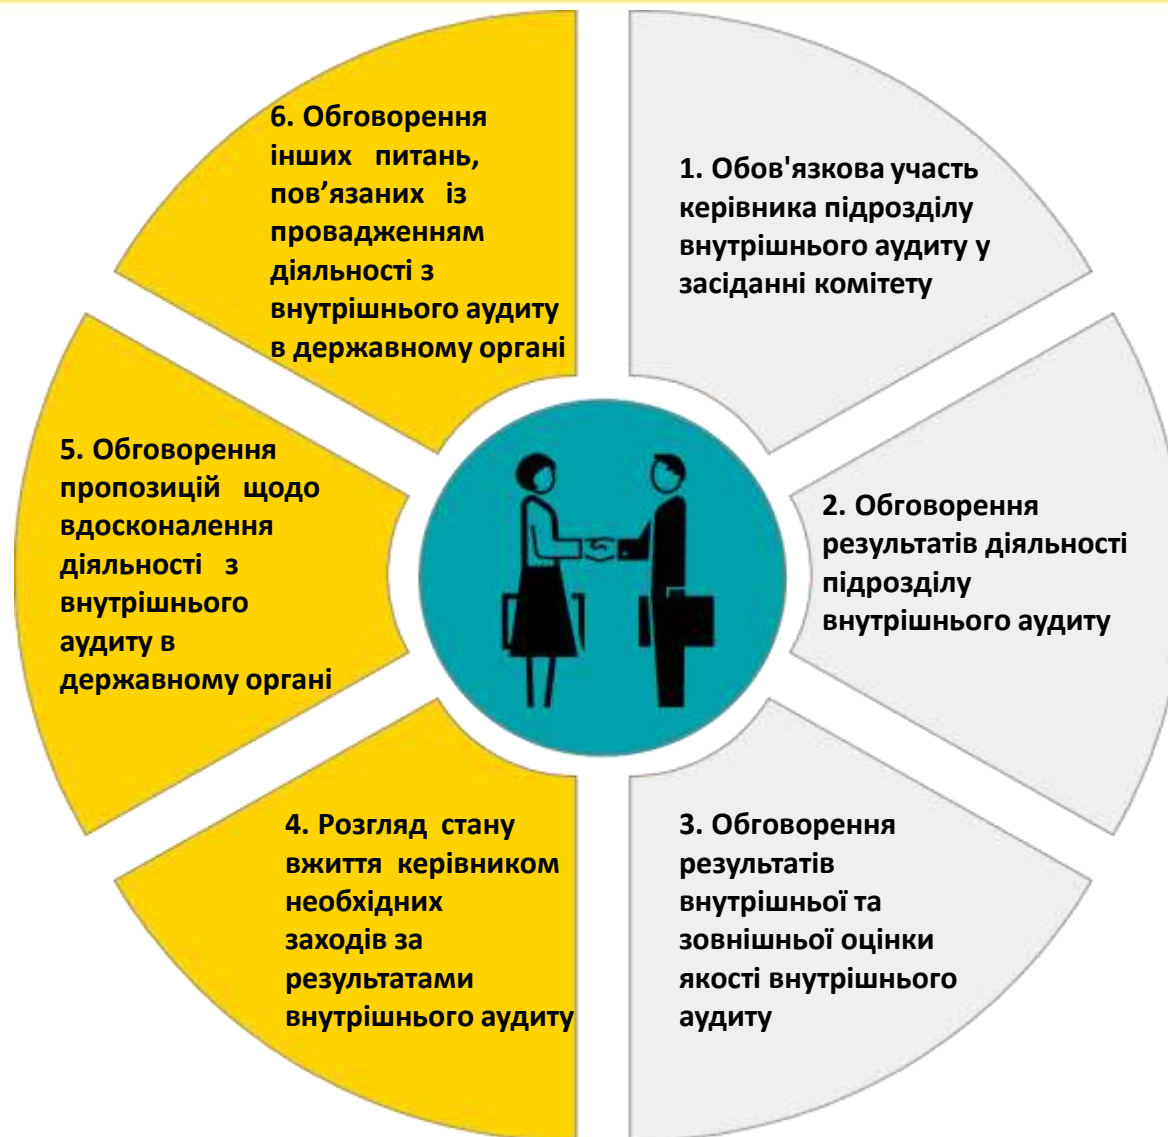 1. Обов'язкова участь
керівника підрозділу
внутрішнього аудиту у
засіданні комітету
2. Обговорення
результатів діяльності
підрозділу
внутрішнього аудиту
3. Обговорення
результатів
внутрішньої та
зовнішньої оцінки
якості внутрішнього
аудиту
4. Розгляд стану
вжиття керівником
необхідних
заходів за
результатами
внутрішнього аудиту
5. Обговорення
пропозицій щодо
вдосконалення
діяльності з
внутрішнього
аудиту в
державному органі
6. Обговорення
інших питань,
пов’язаних із
провадженням
діяльності з
внутрішнього аудиту
в державному органі